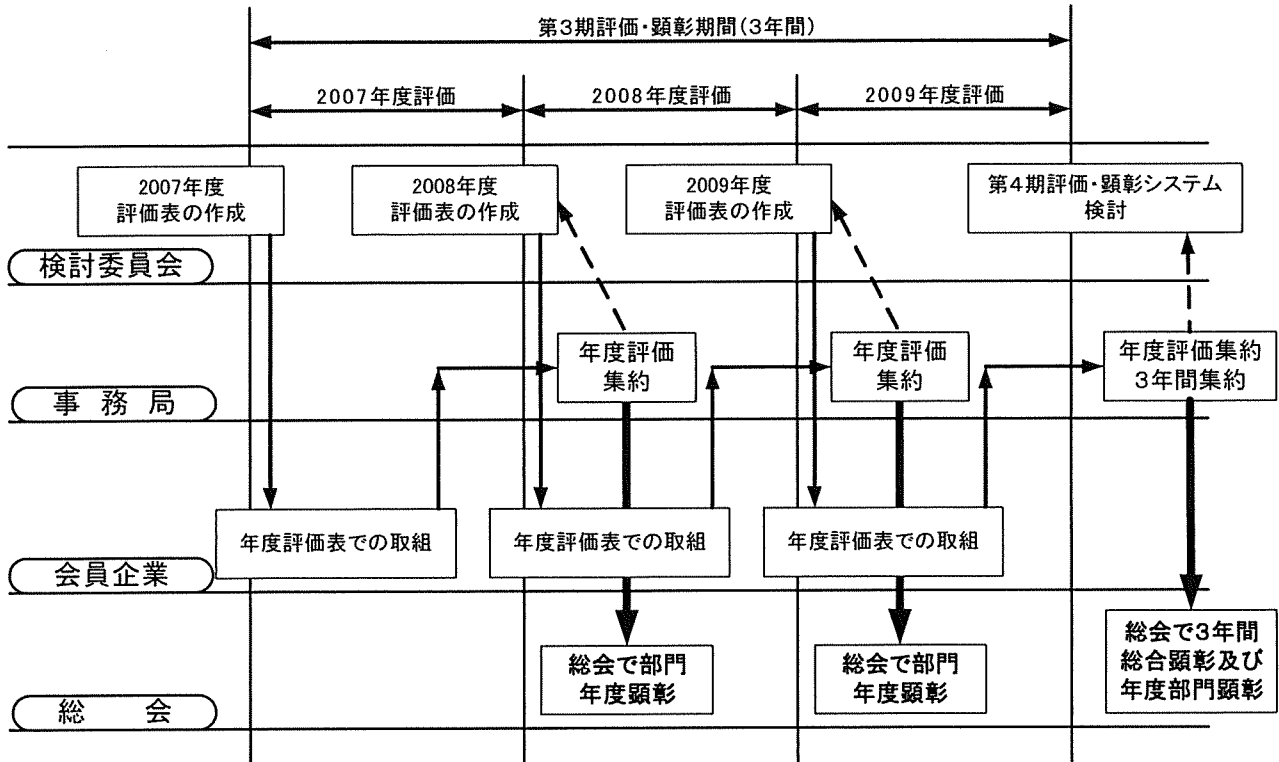 第3期評価・顕彰期間(3年間)
2007年度評価
2008年度評価
2009年度評価
2007年度
評価表の作成
2008年度
評価表の作成
2009年度
評価表の作成
第4期評価・顕彰システム
検討
検討委員会
年度評価
集約
年度評価
集約
年度評価集約
3年間集約
事 務 局
年度評価表での取組
年度評価表での取組
年度評価表での取組
会員企業
総会で部門
年度顕彰
総会で部門
年度顕彰
総会で3年間
総合顕彰及び
年度部門顕彰
総 会